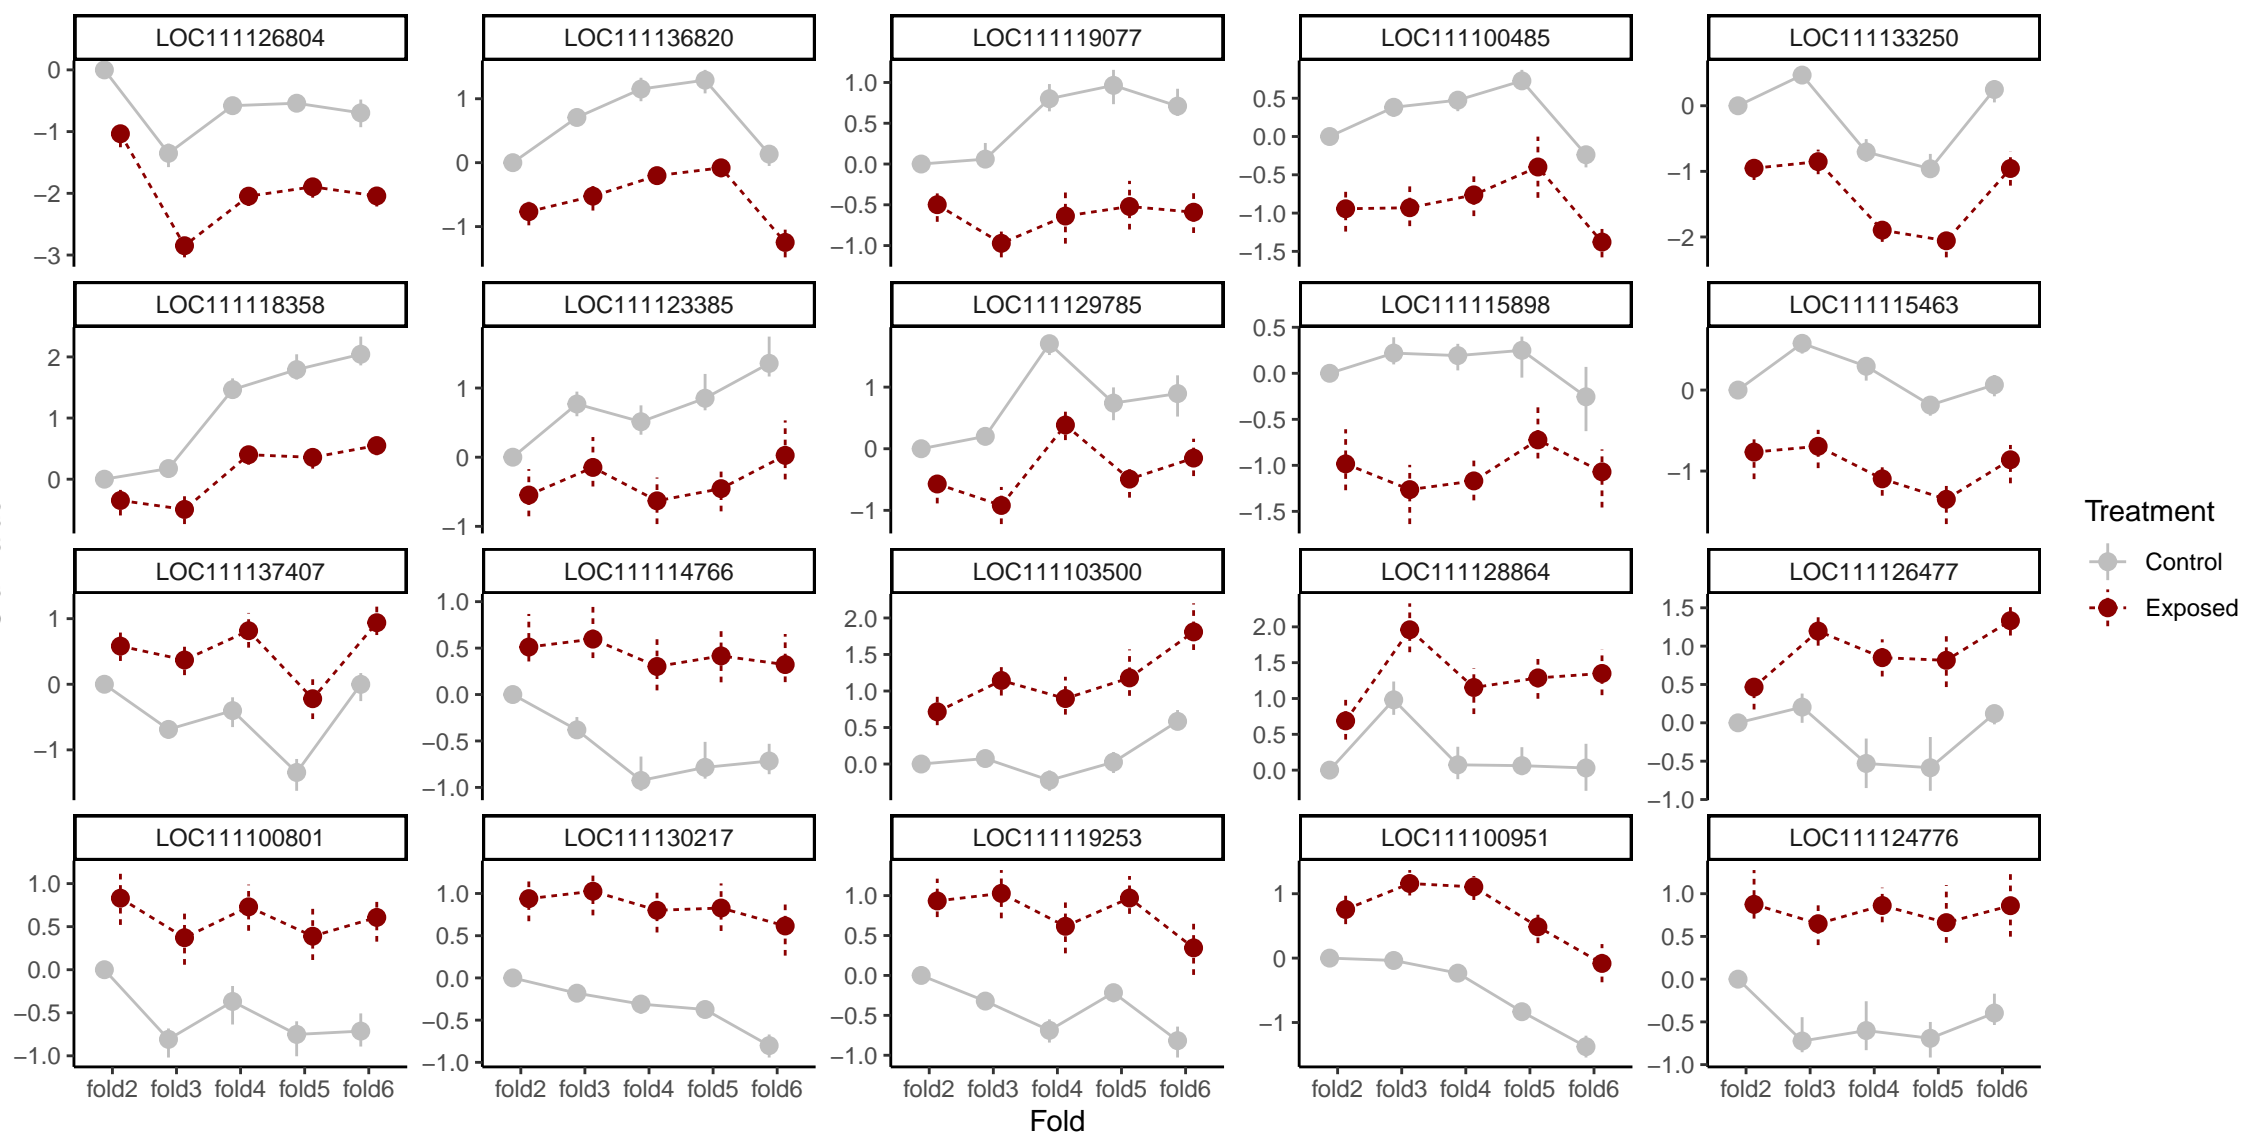 LOC111126804 LOC111136820 LOC111119077 LOC111100485 LOC111133250
0 −1 −2 −3
1 0 −1
1.0 0.5 0.0 −0.5 −1.0
0.5 0.0 −0.5 −1.0 −1.5
0 −1 −2
LOC111118358 LOC111123385 LOC111129785 LOC111115898 LOC111115463
2 1 0
1 0 −1
1 0 −1
0.5 0.0 −0.5 −1.0 −1.5
0 −1
LOC111137407 LOC111114766 LOC111103500 LOC111128864 LOC111126477
1 0 −1
1.0 0.5 0.0 −0.5 −1.0
2.0 1.5 1.0 0.5 0.0
2.0 1.5 1.0 0.5 0.0
1.5 1.0 0.5 0.0 −0.5 −1.0
LOC111100801 LOC111130217 LOC111119253 LOC111100951 LOC111124776
1.0 0.5 0.0 −0.5 −1.0
1.0 0.5 0.0 −0.5 −1.0
1.0 0.5 0.0 −0.5 −1.0
1 0 −1
1.0 0.5 0.0 −0.5 −1.0
fold2 fold3 fold4 fold5 fold6 fold2 fold3 fold4 fold5 fold6 fold2 fold3 fold4 fold5 fold6 fold2 fold3 fold4 fold5 fold6 fold2 fold3 fold4 fold5 fold6
Fold
Treatment
Control
Exposed